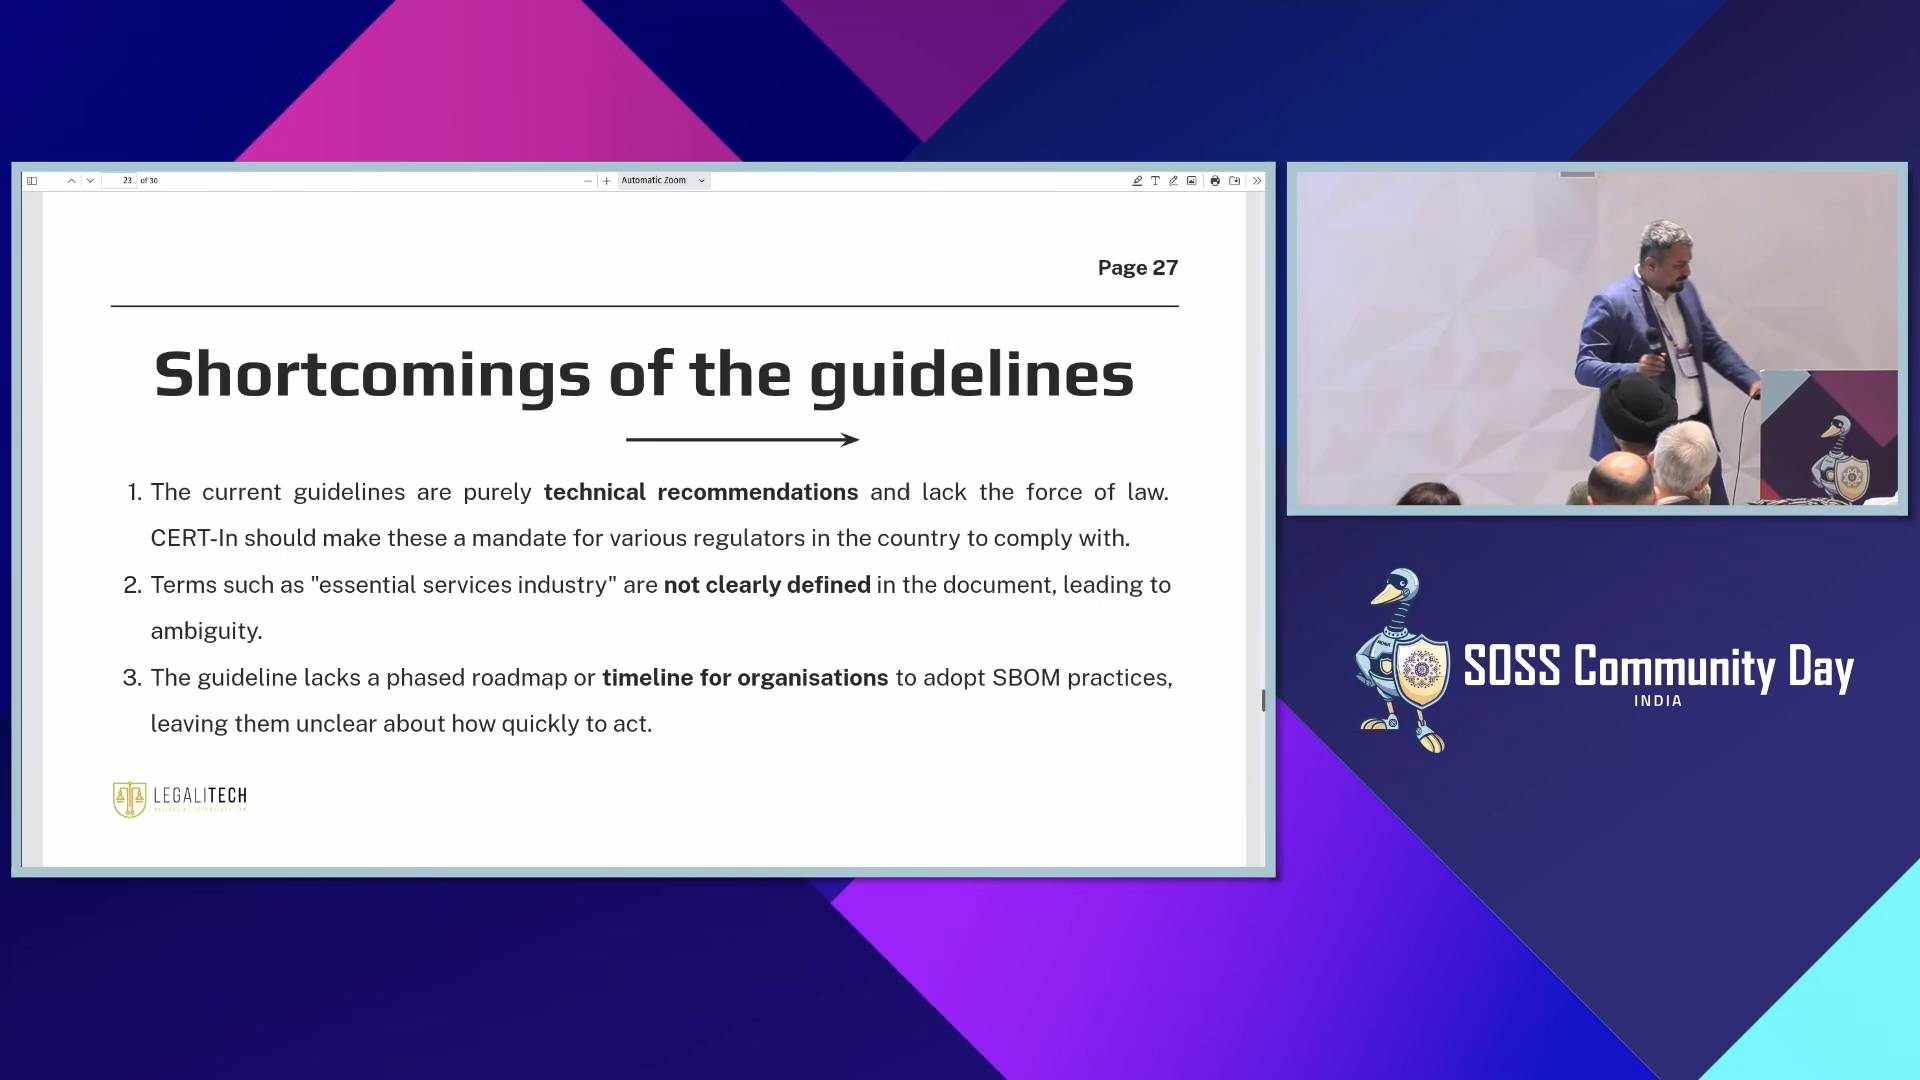 23 of 30
Automatic Zoom
Page 27
Shortcomings of the guidelines
1. The current guidelines are purely technical recommendations and lack the force of law.
CERT-In should make these a mandate for various regulators in the country to comply with.
2. Terms such as "essential services industry" are not clearly defined in the document, leading to
ambiguity.
3. The guideline lacks a phased roadmap or timeline for organisations to adopt SBOM practices,
leaving them unclear about how quickly to act.
LEGALITECH
SOSS Community Day
INDIA